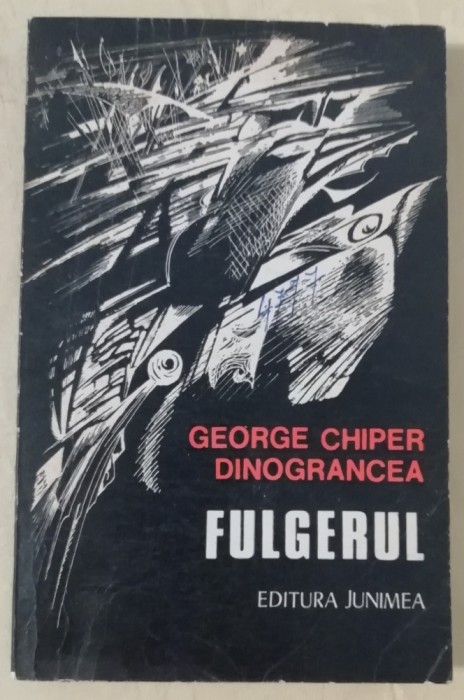 GEORGE CHIPER
DINOGRANCEA
FULGERUL
EDITURA JUNIMEA